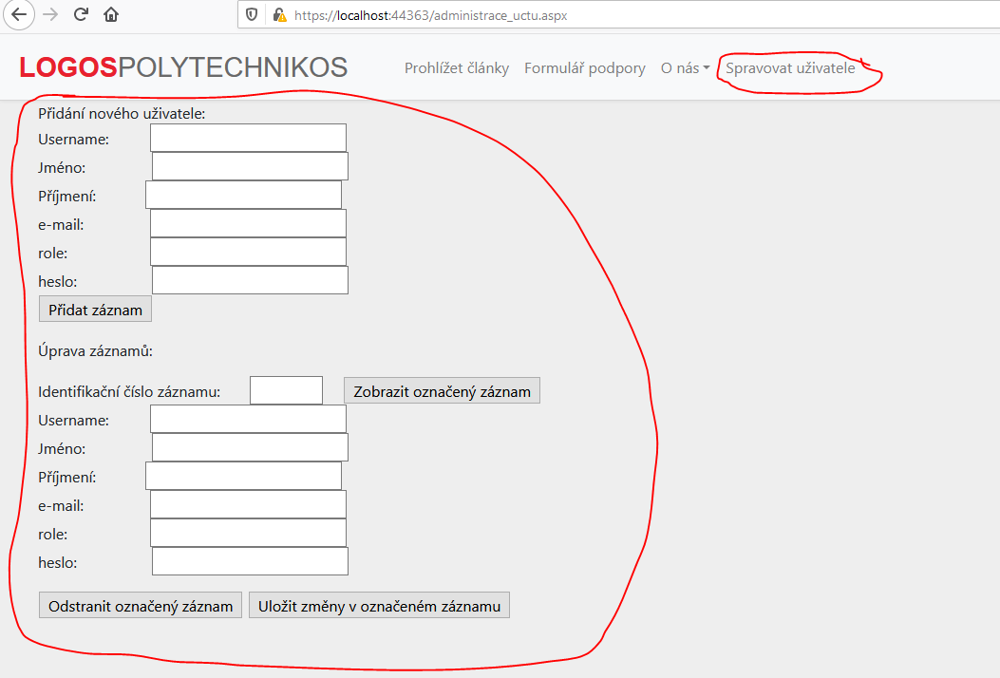 https://localhost:44363/administrace_uctu.aspx
LOGOSPOLYTECHNIKOS Prohlížet články Formulář podpory O nás Spravovat uživatele
Přidání nového uživatele:
Username:
Jméno:
Příjmení:
e-mail:
role:
heslo:
Přidat záznam
Úprava záznamů:
Identifikační číslo záznamu: Zobrazit označený záznam
Username:
Jméno:
Příjmení:
e-mail:
role:
heslo:
Odstranit označený záznam Uložit změny v označeném záznamu